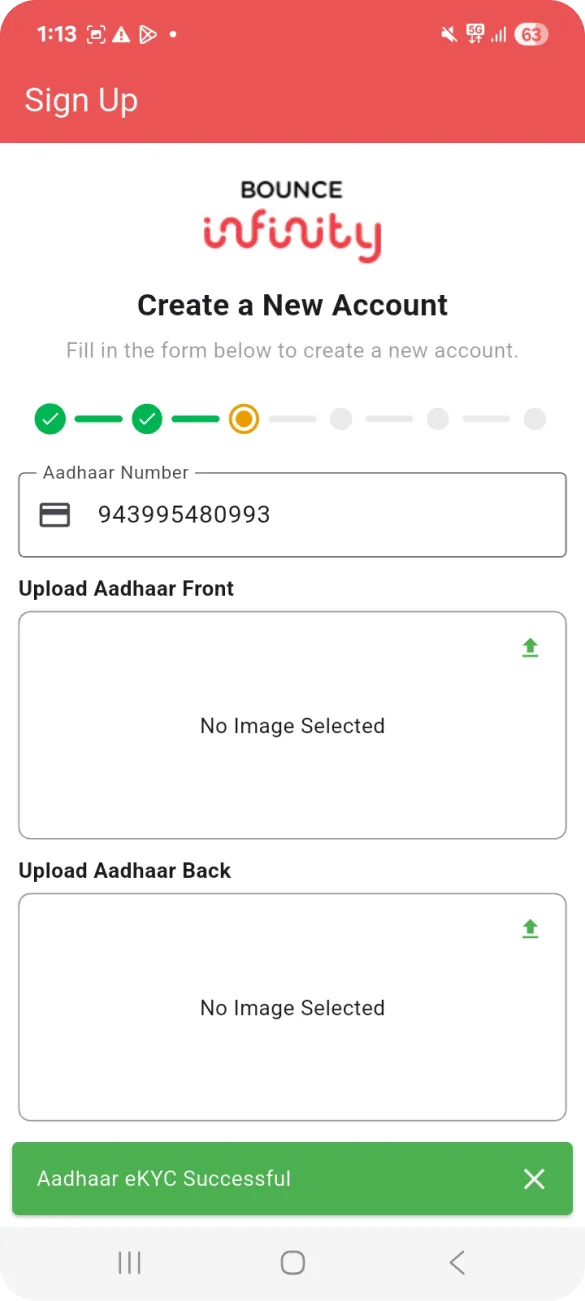 1:13
5G
63
Sign Up
BOUNCE
infinity
Create a New Account
Fill in the form below to create a new account.
Aadhaar Number
943995480993
Upload Aadhaar Front
No Image Selected
Upload Aadhaar Back
No Image Selected
Aadhaar eKYC Successful